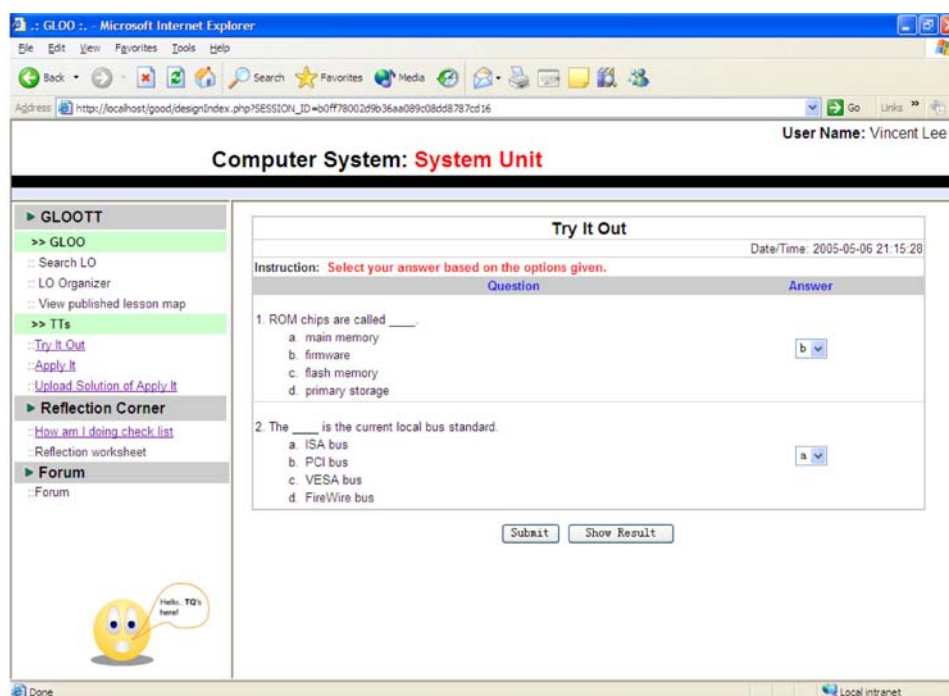 .: GLOO :. - Microsoft Internet Explorer
File Edit View Favorites Tools Help
Back Search Favorites Media
Address http://localhost/good/designIndex.php?SESSION_ID=b0ff78002d9b36aa089c08dd8787cd16 Go Links »
User Name: Vincent Lee
Computer System: System Unit
GLOOTT
>> GLOO
:: Search LO
:: LO Organizer
:: View published lesson map
>> TTs
::Try It Out
::Apply It
::Upload Solution of Apply It
Reflection Corner
::How am I doing check list
::Reflection worksheet
Forum
::Forum
Hello.. TQ's
here!
Try It Out
Date/Time: 2005-05-06 21:15:28
Instruction: Select your answer based on the options given.
Question Answer
1. ROM chips are called ____.
a. main memory
b. firmware
c. flash memory
d. primary storage
b
2. The ____ is the current local bus standard.
a. ISA bus
b. PCI bus
c. VESA bus
d. FireWire bus
a
Submit Show Result
Done Local intranet